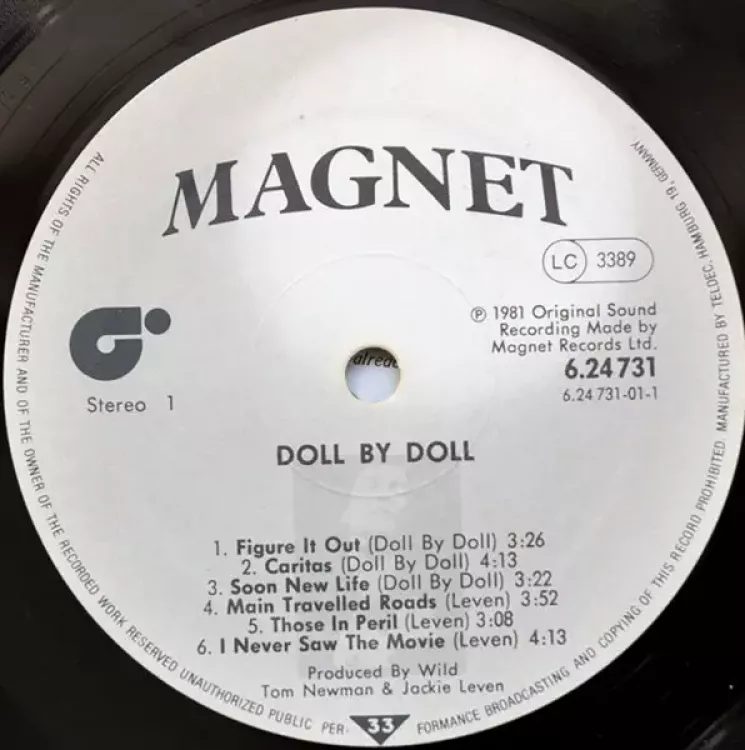 MAGNET
LC 3389
℗ 1981 Original Sound
Recording Made by
Magnet Records Ltd.
6.24731
6.24 731-01-1
Stereo 1
DOLL BY DOLL
1. Figure It Out (Doll By Doll) 3:26
2. Caritas (Doll By Doll) 4:13
3. Soon New Life (Doll By Doll) 3:22
4. Main Travelled Roads (Leven) 3:52
5. Those In Peril (Leven) 3:08
6. I Never Saw The Movie (Leven) 4:13
Produced By Wild
Tom Newman & Jackie Leven
33
ALL RIGHTS OF THE MANUFACTURER AND OF THE OWNER OF THE RECORDED WORK RESERVED UNAUTHORIZED PUBLIC PER- FORMANCE BROADCASTING AND COPYING OF THIS RECORD PROHIBITED. MANUFACTURED BY TELDEC, HAMBURG 19, GERMANY